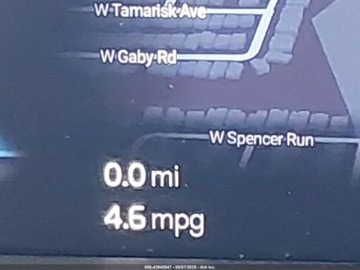 W Tamarisk Ave
W Gaby Rd
W Spencer Run
0.0 mi
4.6 mpg